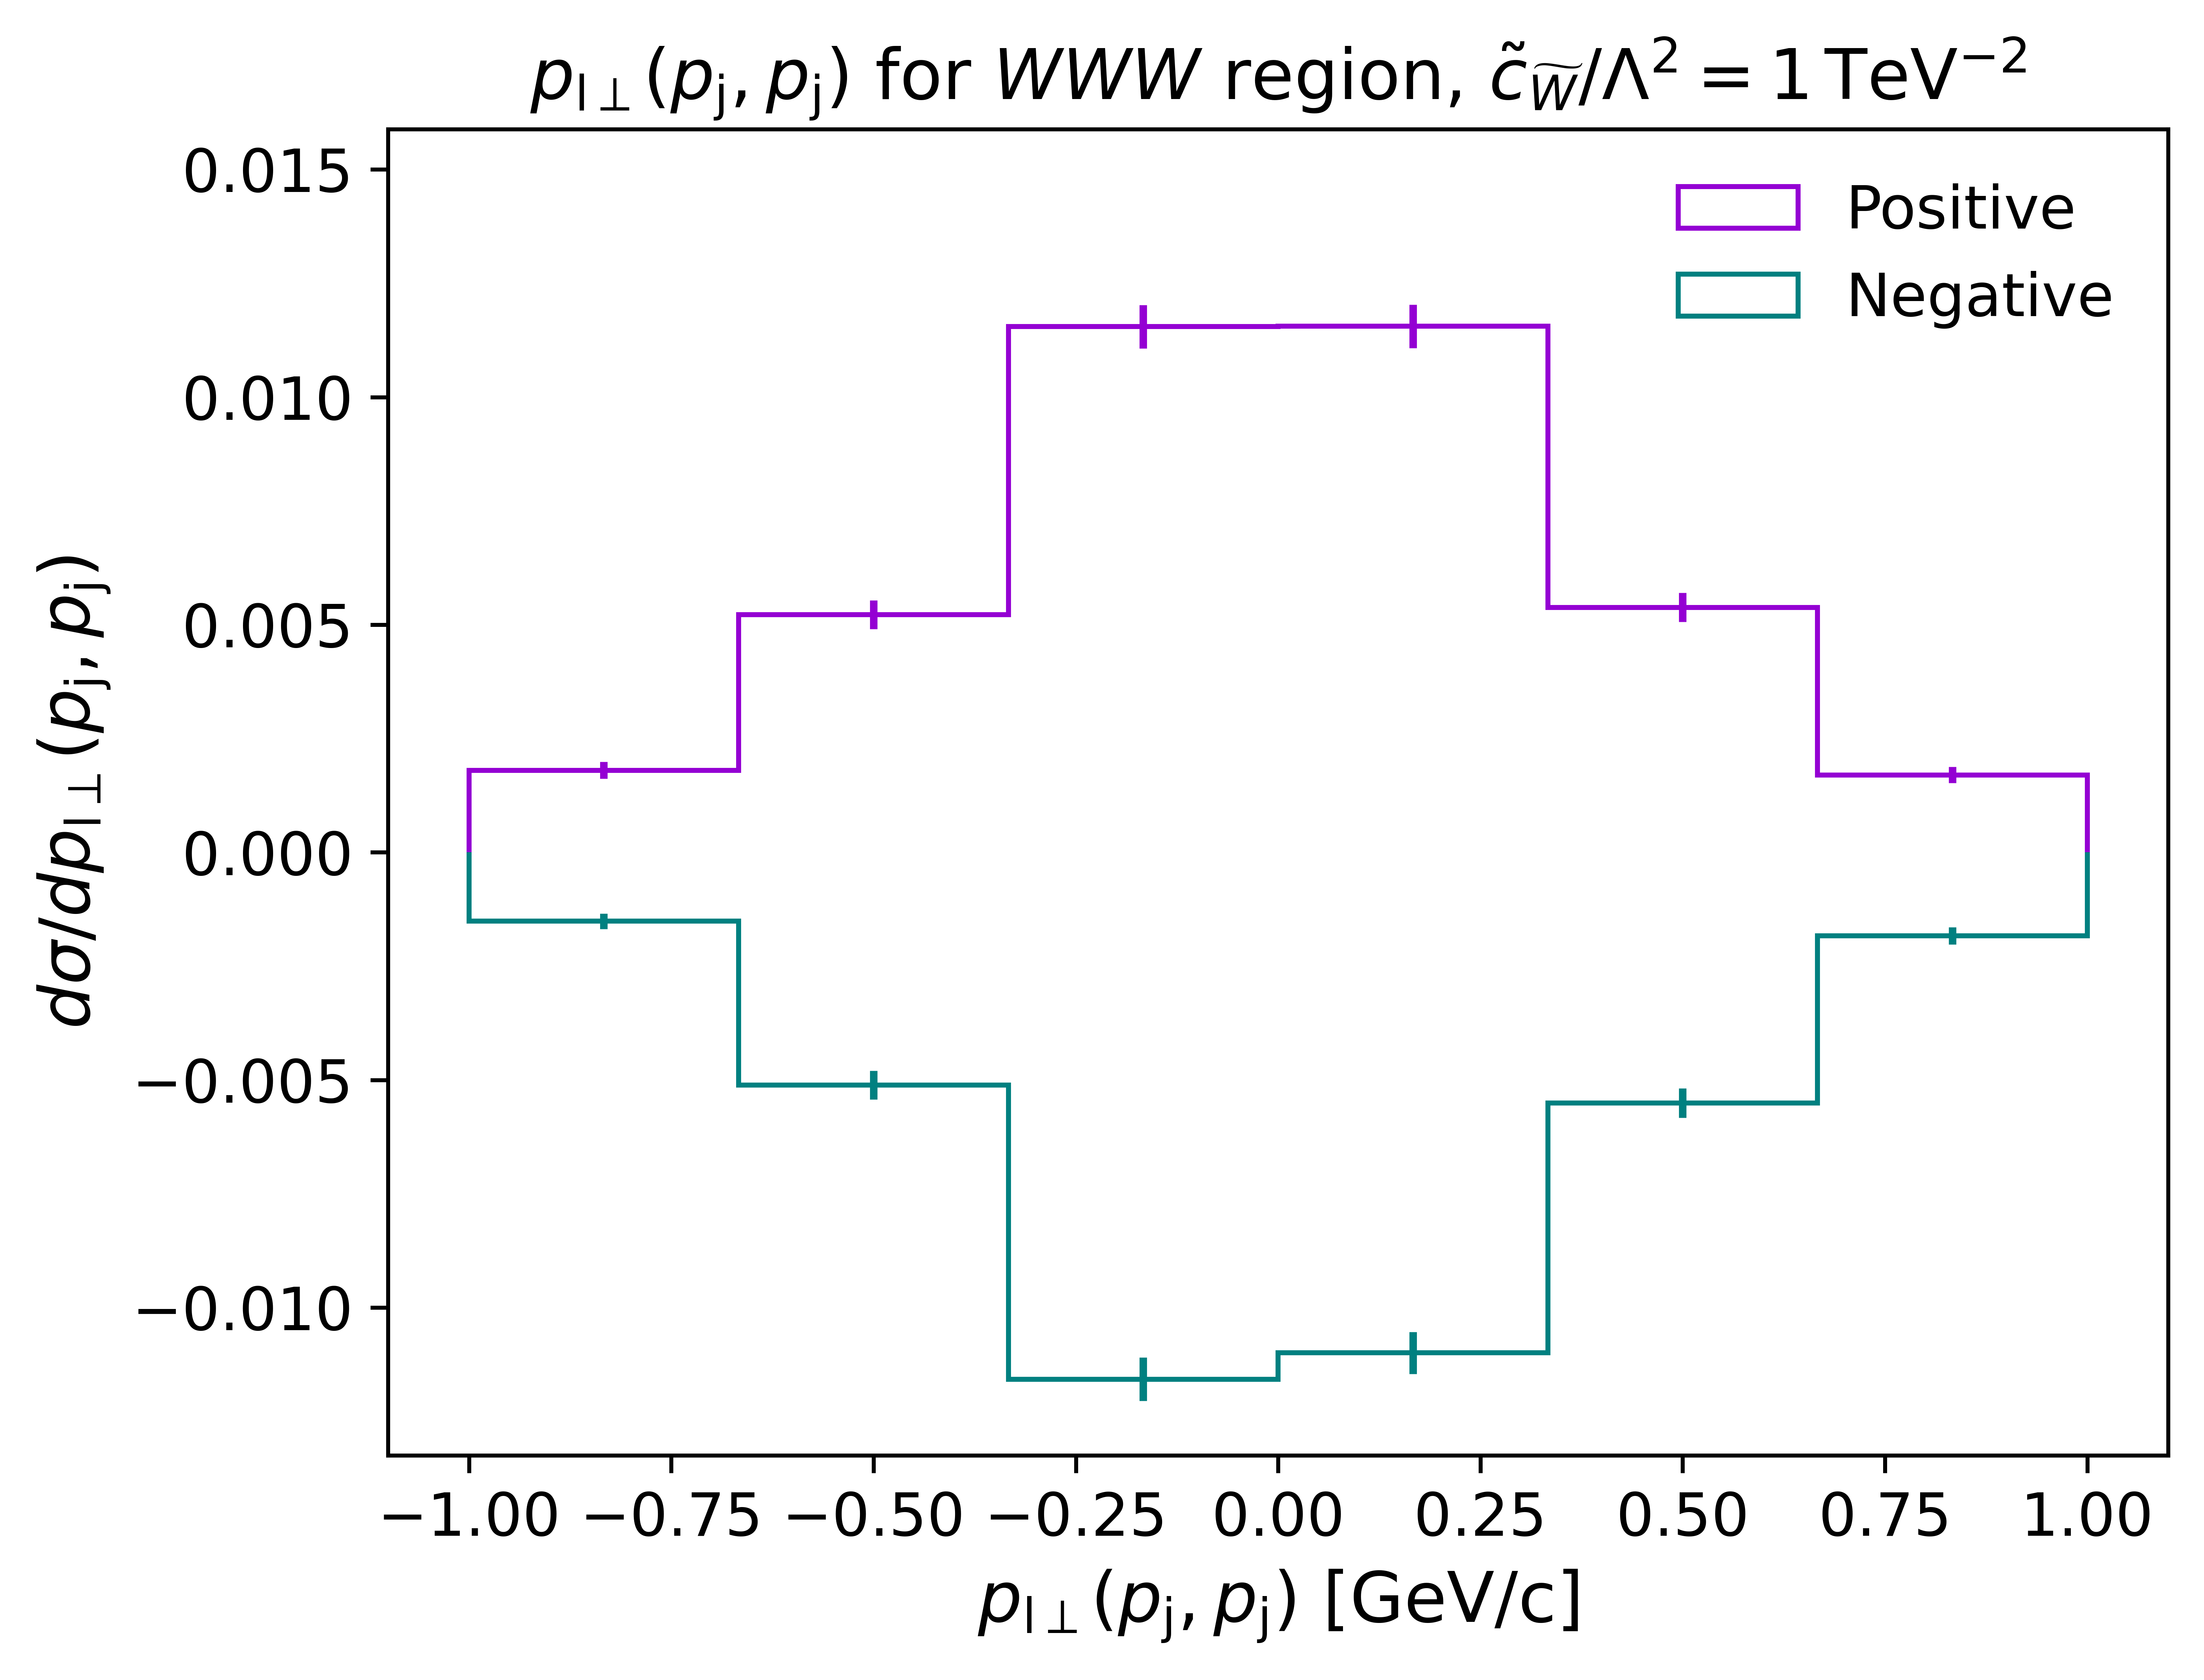 p_{l⊥}(p_j, p_j) for WWW region, c̃_{W̃}/Λ² = 1 TeV⁻²
Positive
Negative
dσ/dp_{l⊥}(p_j, p_j)
0.015
0.010
0.005
0.000
−0.005
−0.010
−1.00 −0.75 −0.50 −0.25 0.00 0.25 0.50 0.75 1.00
p_{l⊥}(p_j, p_j) [GeV/c]